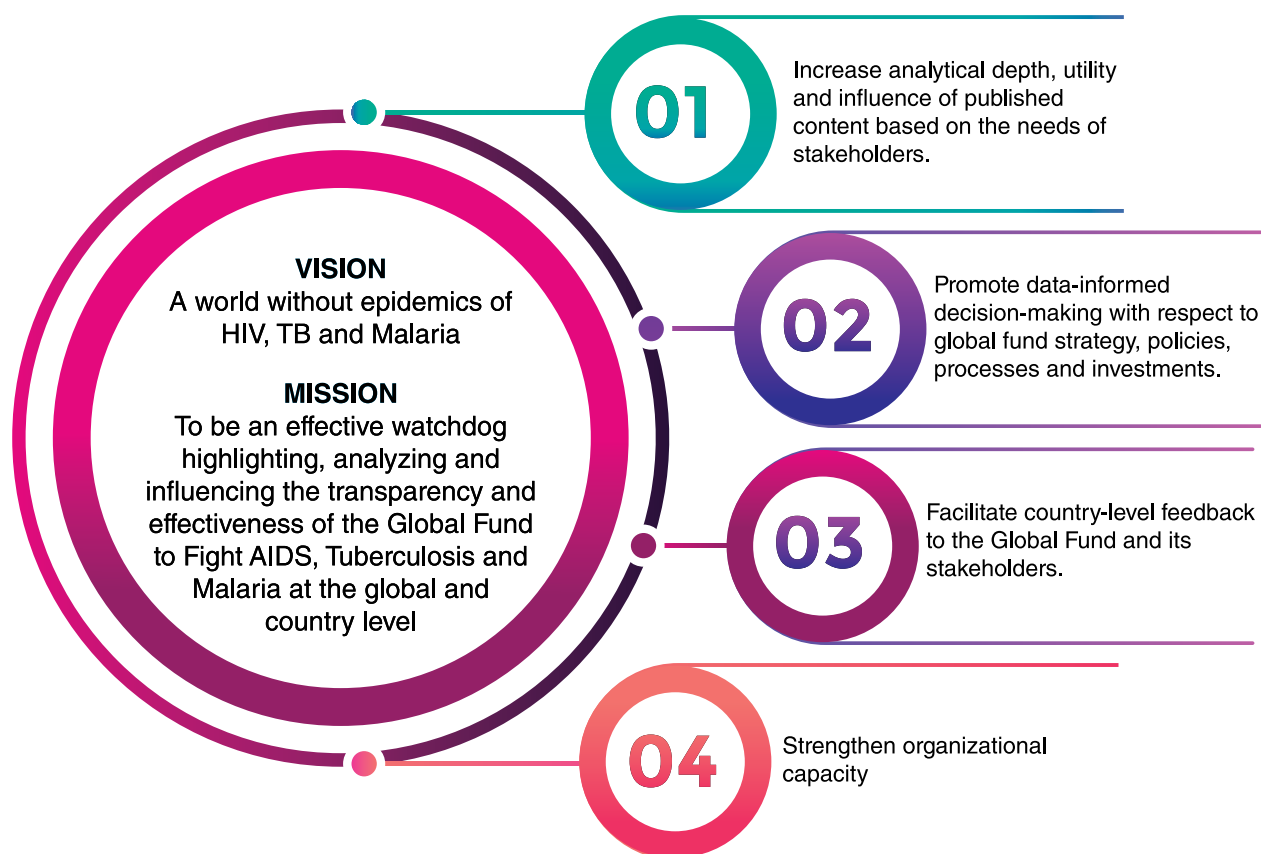 VISION
A world without epidemics of
HIV, TB and Malaria
MISSION
To be an effective watchdog
highlighting, analyzing and
influencing the transparency and
effectiveness of the Global Fund
to Fight AIDS, Tuberculosis and
Malaria at the global and
country level
01
Increase analytical depth, utility
and influence of published
content based on the needs of
stakeholders.
02
Promote data-informed
decision-making with respect to
global fund strategy, policies,
processes and investments.
03
Facilitate country-level feedback
to the Global Fund and its
stakeholders.
04
Strengthen organizational
capacity